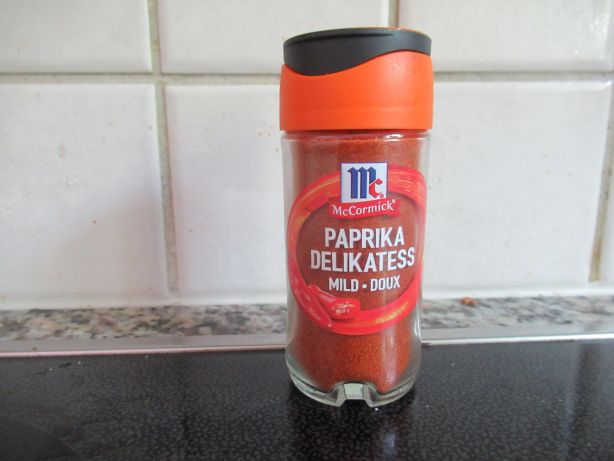 Mc
McCormick®
PAPRIKA
DELIKATESS
MILD • DOUX